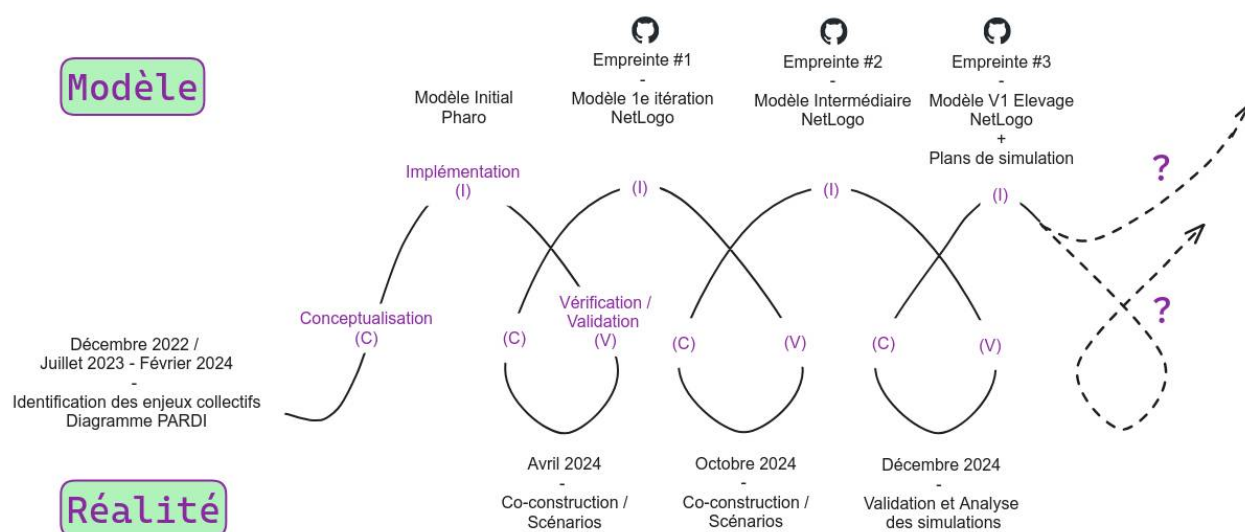 Modèle
Modèle Initial
Pharo
Empreinte #1
-
Modèle 1e itération
NetLogo
Empreinte #2
-
Modèle Intermédiaire
NetLogo
Empreinte #3
-
Modèle V1 Elevage
NetLogo
+
Plans de simulation
Implémentation
(I)
(I)
(I)
(I)
?
?
Conceptualisation
(C)
(C)
Vérification /
Validation
(V)
(C)
(V)
(C)
(V)
Décembre 2022 /
Juillet 2023 - Février 2024
-
Identification des enjeux collectifs
Diagramme PARDI
Avril 2024
-
Co-construction /
Scénarios
Octobre 2024
-
Co-construction /
Scénarios
Décembre 2024
-
Validation et Analyse
des simulations
Réalité